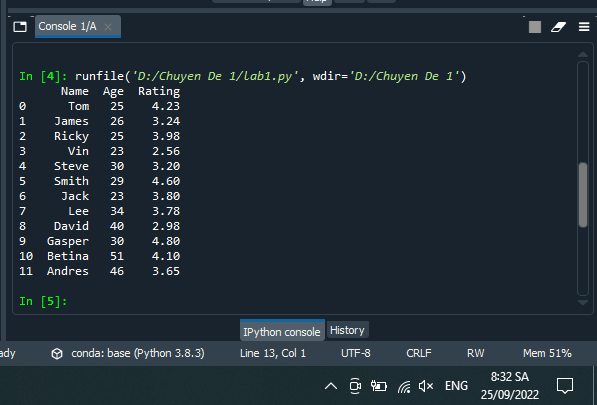 Help
Console 1/A
In [4]: runfile('D:/Chuyen De 1/lab1.py', wdir='D:/Chuyen De 1')
Name Age Rating
0 Tom 25 4.23
1 James 26 3.24
2 Ricky 25 3.98
3 Vin 23 2.56
4 Steve 30 3.20
5 Smith 29 4.60
6 Jack 23 3.80
7 Lee 34 3.78
8 David 40 2.98
9 Gasper 30 4.80
10 Betina 51 4.10
11 Andres 46 3.65
In [5]:
IPython console History
ady conda: base (Python 3.8.3) Line 13, Col 1 UTF-8 CRLF RW Mem 51%
ENG 8:32 SA
25/09/2022